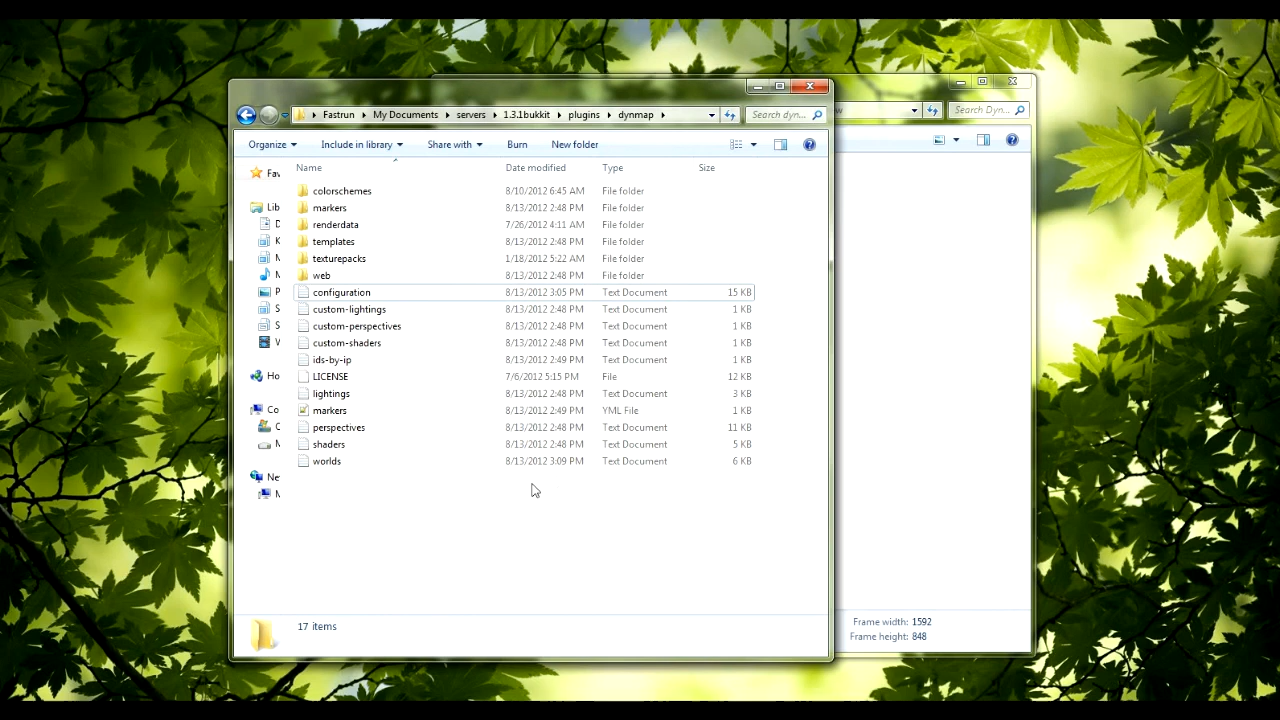 Fastrun My Documents servers 1.3.1bukkit plugins dynmap
Search dyn...
Search Dyn...
Organize Include in library Share with Burn New folder
Name Date modified Type Size
colorschemes 8/10/2012 6:45 AM File folder
markers 8/13/2012 2:48 PM File folder
renderdata 7/26/2012 4:11 AM File folder
templates 8/13/2012 2:48 PM File folder
texturepacks 1/18/2012 5:22 AM File folder
web 8/13/2012 2:48 PM File folder
configuration 8/13/2012 3:05 PM Text Document 15 KB
custom-lightings 8/13/2012 2:48 PM Text Document 1 KB
custom-perspectives 8/13/2012 2:48 PM Text Document 1 KB
custom-shaders 8/13/2012 2:48 PM Text Document 1 KB
ids-by-ip 8/13/2012 2:49 PM Text Document 1 KB
LICENSE 7/6/2012 5:15 PM File 12 KB
lightings 8/13/2012 2:48 PM Text Document 3 KB
markers 8/13/2012 2:49 PM YML File 1 KB
perspectives 8/13/2012 2:48 PM Text Document 11 KB
shaders 8/13/2012 2:48 PM Text Document 5 KB
worlds 8/13/2012 3:09 PM Text Document 6 KB
Fav
Lib
Ho
Co
Ne
17 items
Frame width: 1592
Frame height: 848